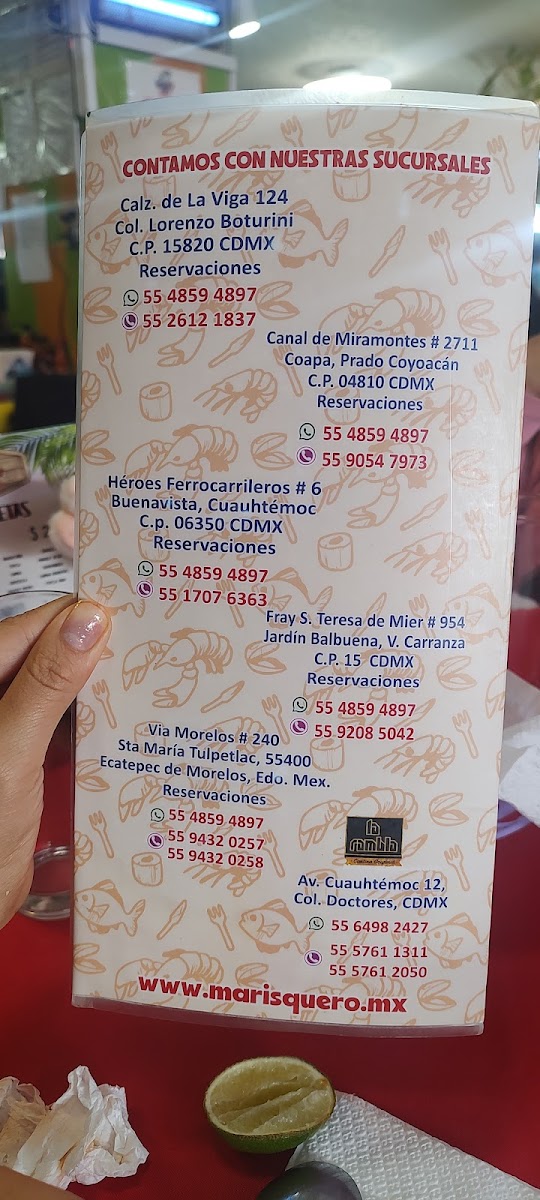 CONTAMOS CON NUESTRAS SUCURSALES
Calz. de La Viga 124
Col. Lorenzo Boturini
C.P. 15820 CDMX
Reservaciones
55 4859 4897
55 2612 1837
Canal de Miramontes # 2711
Coapa, Prado Coyoacán
C.P. 04810 CDMX
Reservaciones
55 4859 4897
55 9054 7973
Héroes Ferrocarrileros # 6
Buenavista, Cuauhtémoc
C.p. 06350 CDMX
Reservaciones
55 4859 4897
55 1707 6363
Fray S. Teresa de Mier # 954
Jardín Balbuena, V. Carranza
C.P. 15 CDMX
Reservaciones
55 4859 4897
55 9208 5042
Via Morelos # 240
Sta María Tulpetlac, 55400
Ecatepec de Morelos, Edo. Mex.
Reservaciones
55 4859 4897
55 9432 0257
55 9432 0258
la rambla
Av. Cuauhtémoc 12,
Col. Doctores, CDMX
55 6498 2427
55 5761 1311
55 5761 2050
www.marisquero.mx